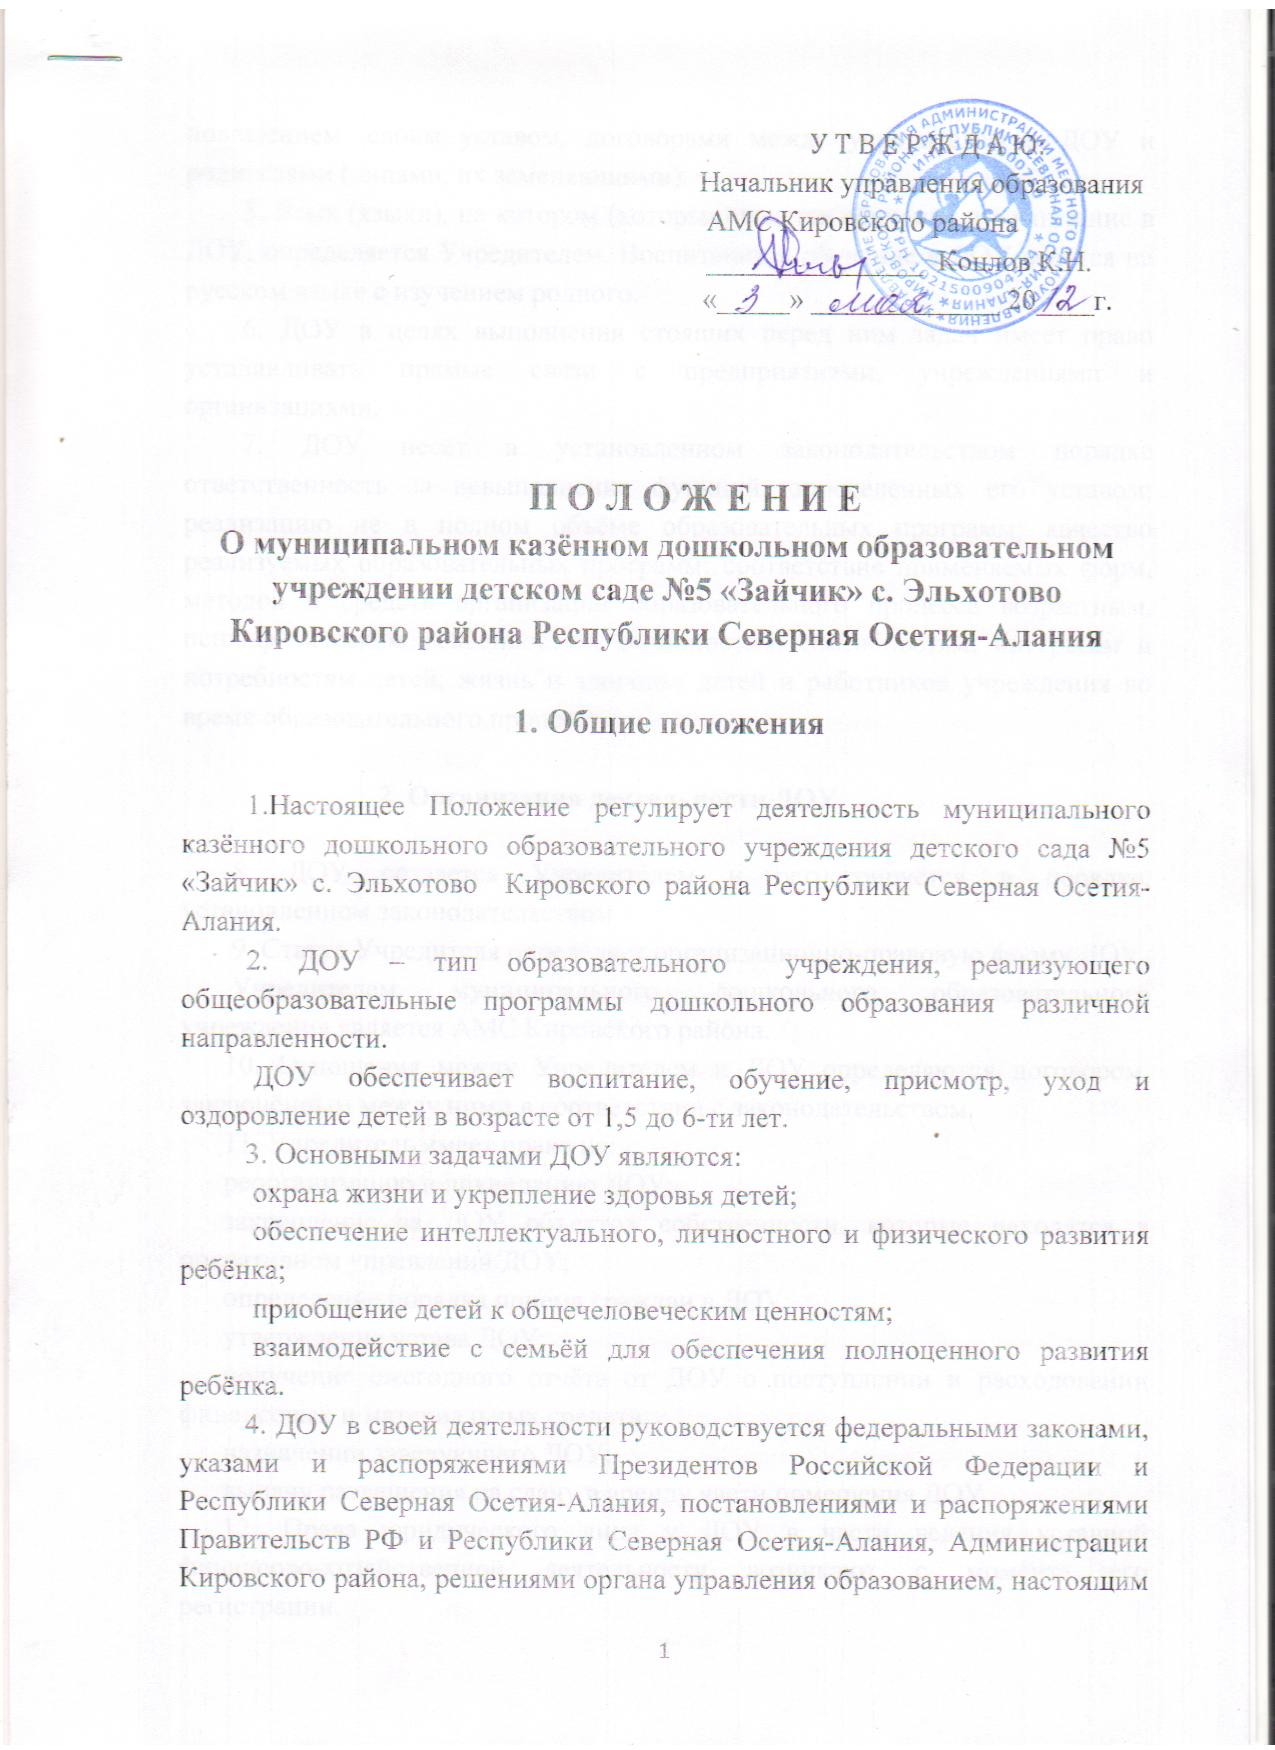 У Т В Е Р Ж Д А Ю:
Начальник управления образования
АМС Кировского района
Коцлов К.Н.
« 3 » мая 2012 г.
П О Л О Ж Е Н И Е
О муниципальном казённом дошкольном образовательном
учреждении детском саде №5 «Зайчик» с. Эльхотово
Кировского района Республики Северная Осетия-Алания
1. Общие положения
1.Настоящее Положение регулирует деятельность муниципального
казённого дошкольного образовательного учреждения детского сада №5
«Зайчик» с. Эльхотово Кировского района Республики Северная Осетия-
Алания.
2. ДОУ – тип образовательного учреждения, реализующего
общеобразовательные программы дошкольного образования различной
направленности.
ДОУ обеспечивает воспитание, обучение, присмотр, уход и
оздоровление детей в возрасте от 1,5 до 6-ти лет.
3. Основными задачами ДОУ являются:
охрана жизни и укрепление здоровья детей;
обеспечение интеллектуального, личностного и физического развития
ребёнка;
приобщение детей к общечеловеческим ценностям;
взаимодействие с семьёй для обеспечения полноценного развития
ребёнка.
4. ДОУ в своей деятельности руководствуется федеральными законами,
указами и распоряжениями Президентов Российской Федерации и
Республики Северная Осетия-Алания, постановлениями и распоряжениями
Правительств РФ и Республики Северная Осетия-Алания, Администрации
Кировского района, решениями органа управления образованием, настоящим
1